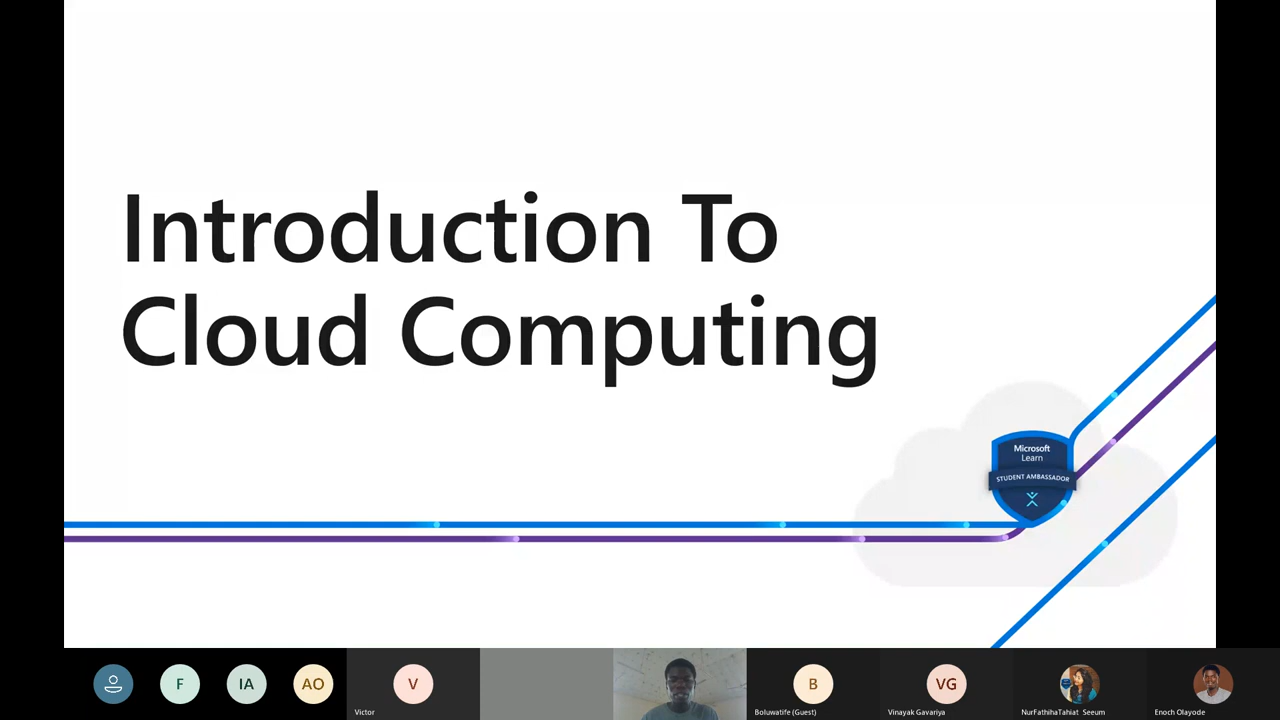 Introduction To
Cloud Computing
Microsoft
Learn
STUDENT AMBASSADOR
F
IA
AO
V
B
VG
Victor
Boluwatife (Guest)
Vinayak Gavariya
NurFathihaTahiat Seeum
Enoch Olayode